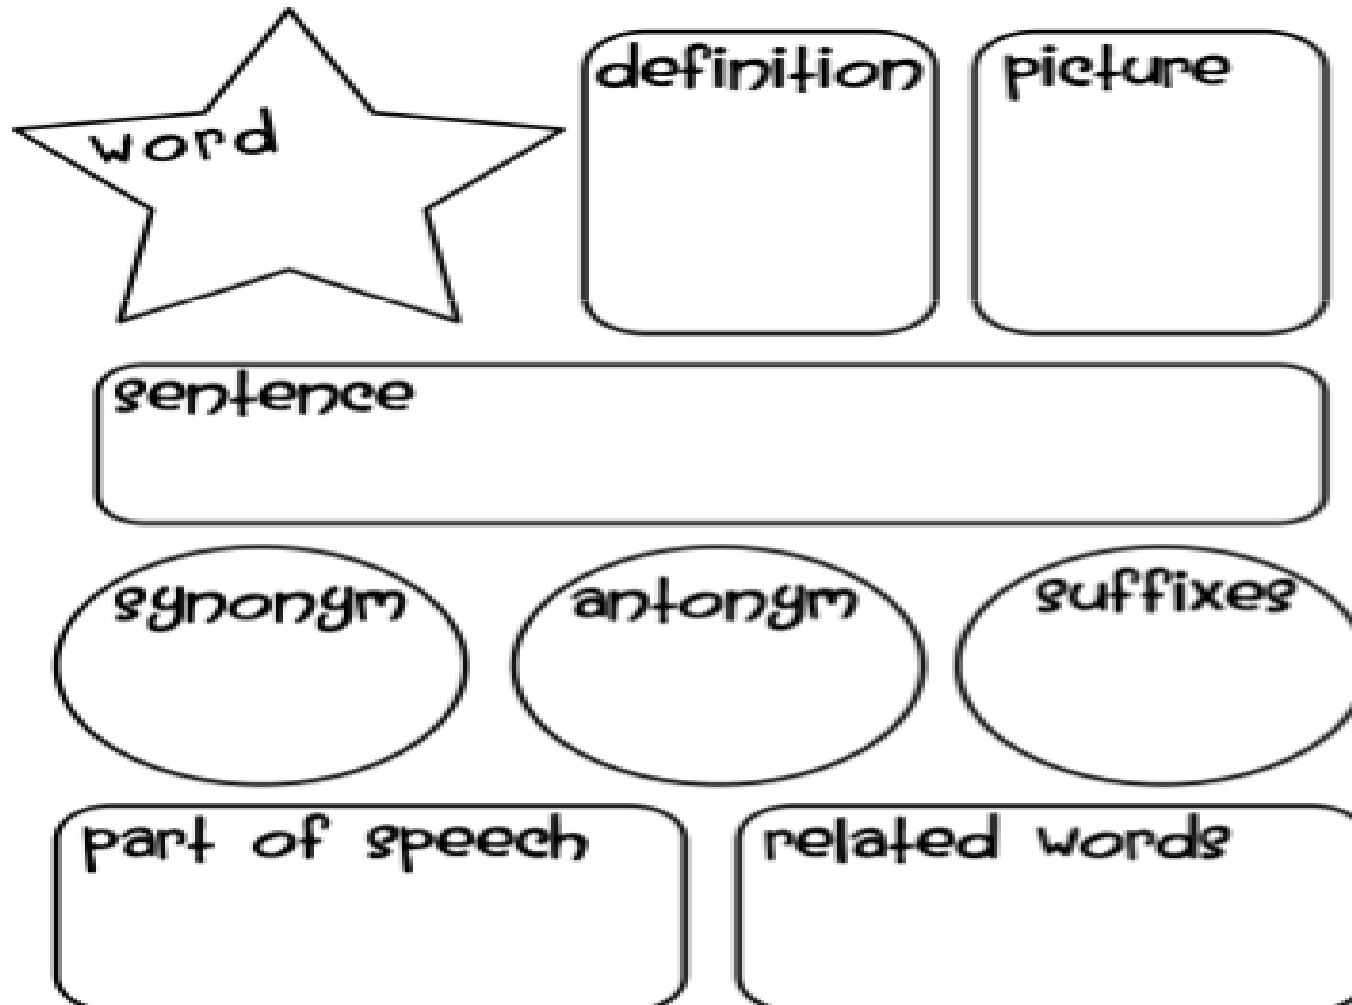 word
definition
picture
sentence
synonym
antonym
suffixes
part of speech
related words